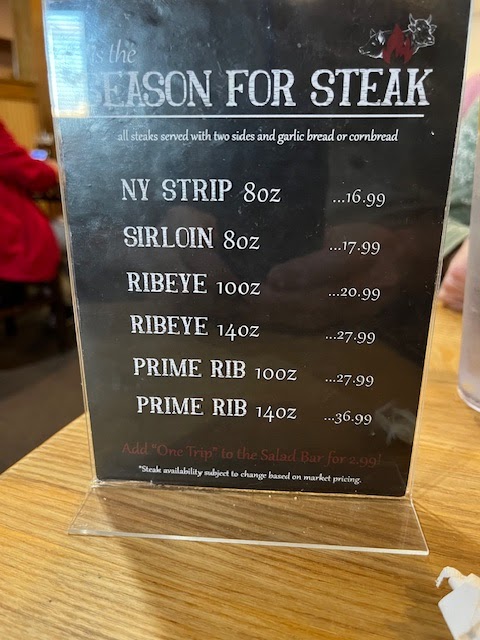 is the
SEASON FOR STEAK
all steaks served with two sides and garlic bread or cornbread
NY STRIP 8oz ...16.99
SIRLOIN 8oz ...17.99
RIBEYE 10oz ...20.99
RIBEYE 14oz ...27.99
PRIME RIB 10oz ...27.99
PRIME RIB 14oz ...36.99
Add "One Trip" to the Salad Bar for 2.99!
*Steak availability subject to change based on market pricing.